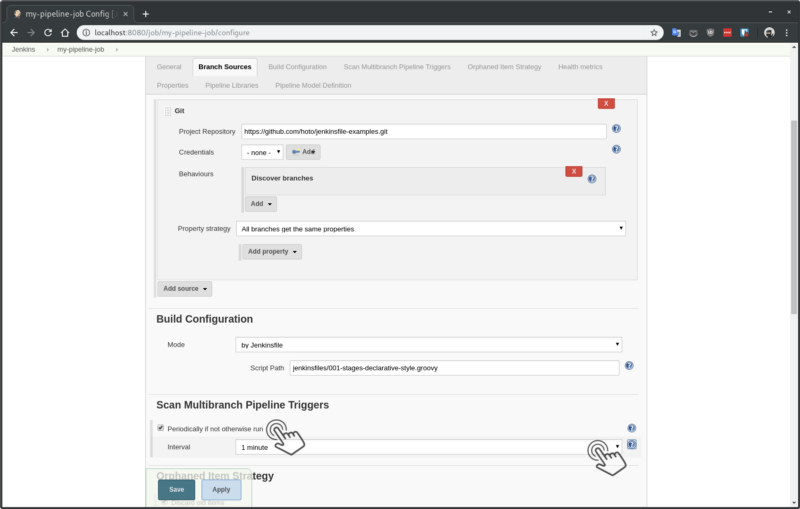 my-pipeline-job Config [
localhost:8080/job/my-pipeline-job/configure
Jenkins my-pipeline-job
General Branch Sources Build Configuration Scan Multibranch Pipeline Triggers Orphaned Item Strategy Health metrics
Properties Pipeline Libraries Pipeline Model Definition
Git X
Project Repository https://github.com/hoto/jenkinsfile-examples.git
Credentials - none - Add
Behaviours
Discover branches X
Add
Property strategy All branches get the same properties
Add property
Add source
Build Configuration
Mode by Jenkinsfile
Script Path jenkinsfiles/001-stages-declarative-style.groovy
Scan Multibranch Pipeline Triggers
Periodically if not otherwise run
Interval 1 minute
Orphaned Item Strategy
Save Apply
Discard old items